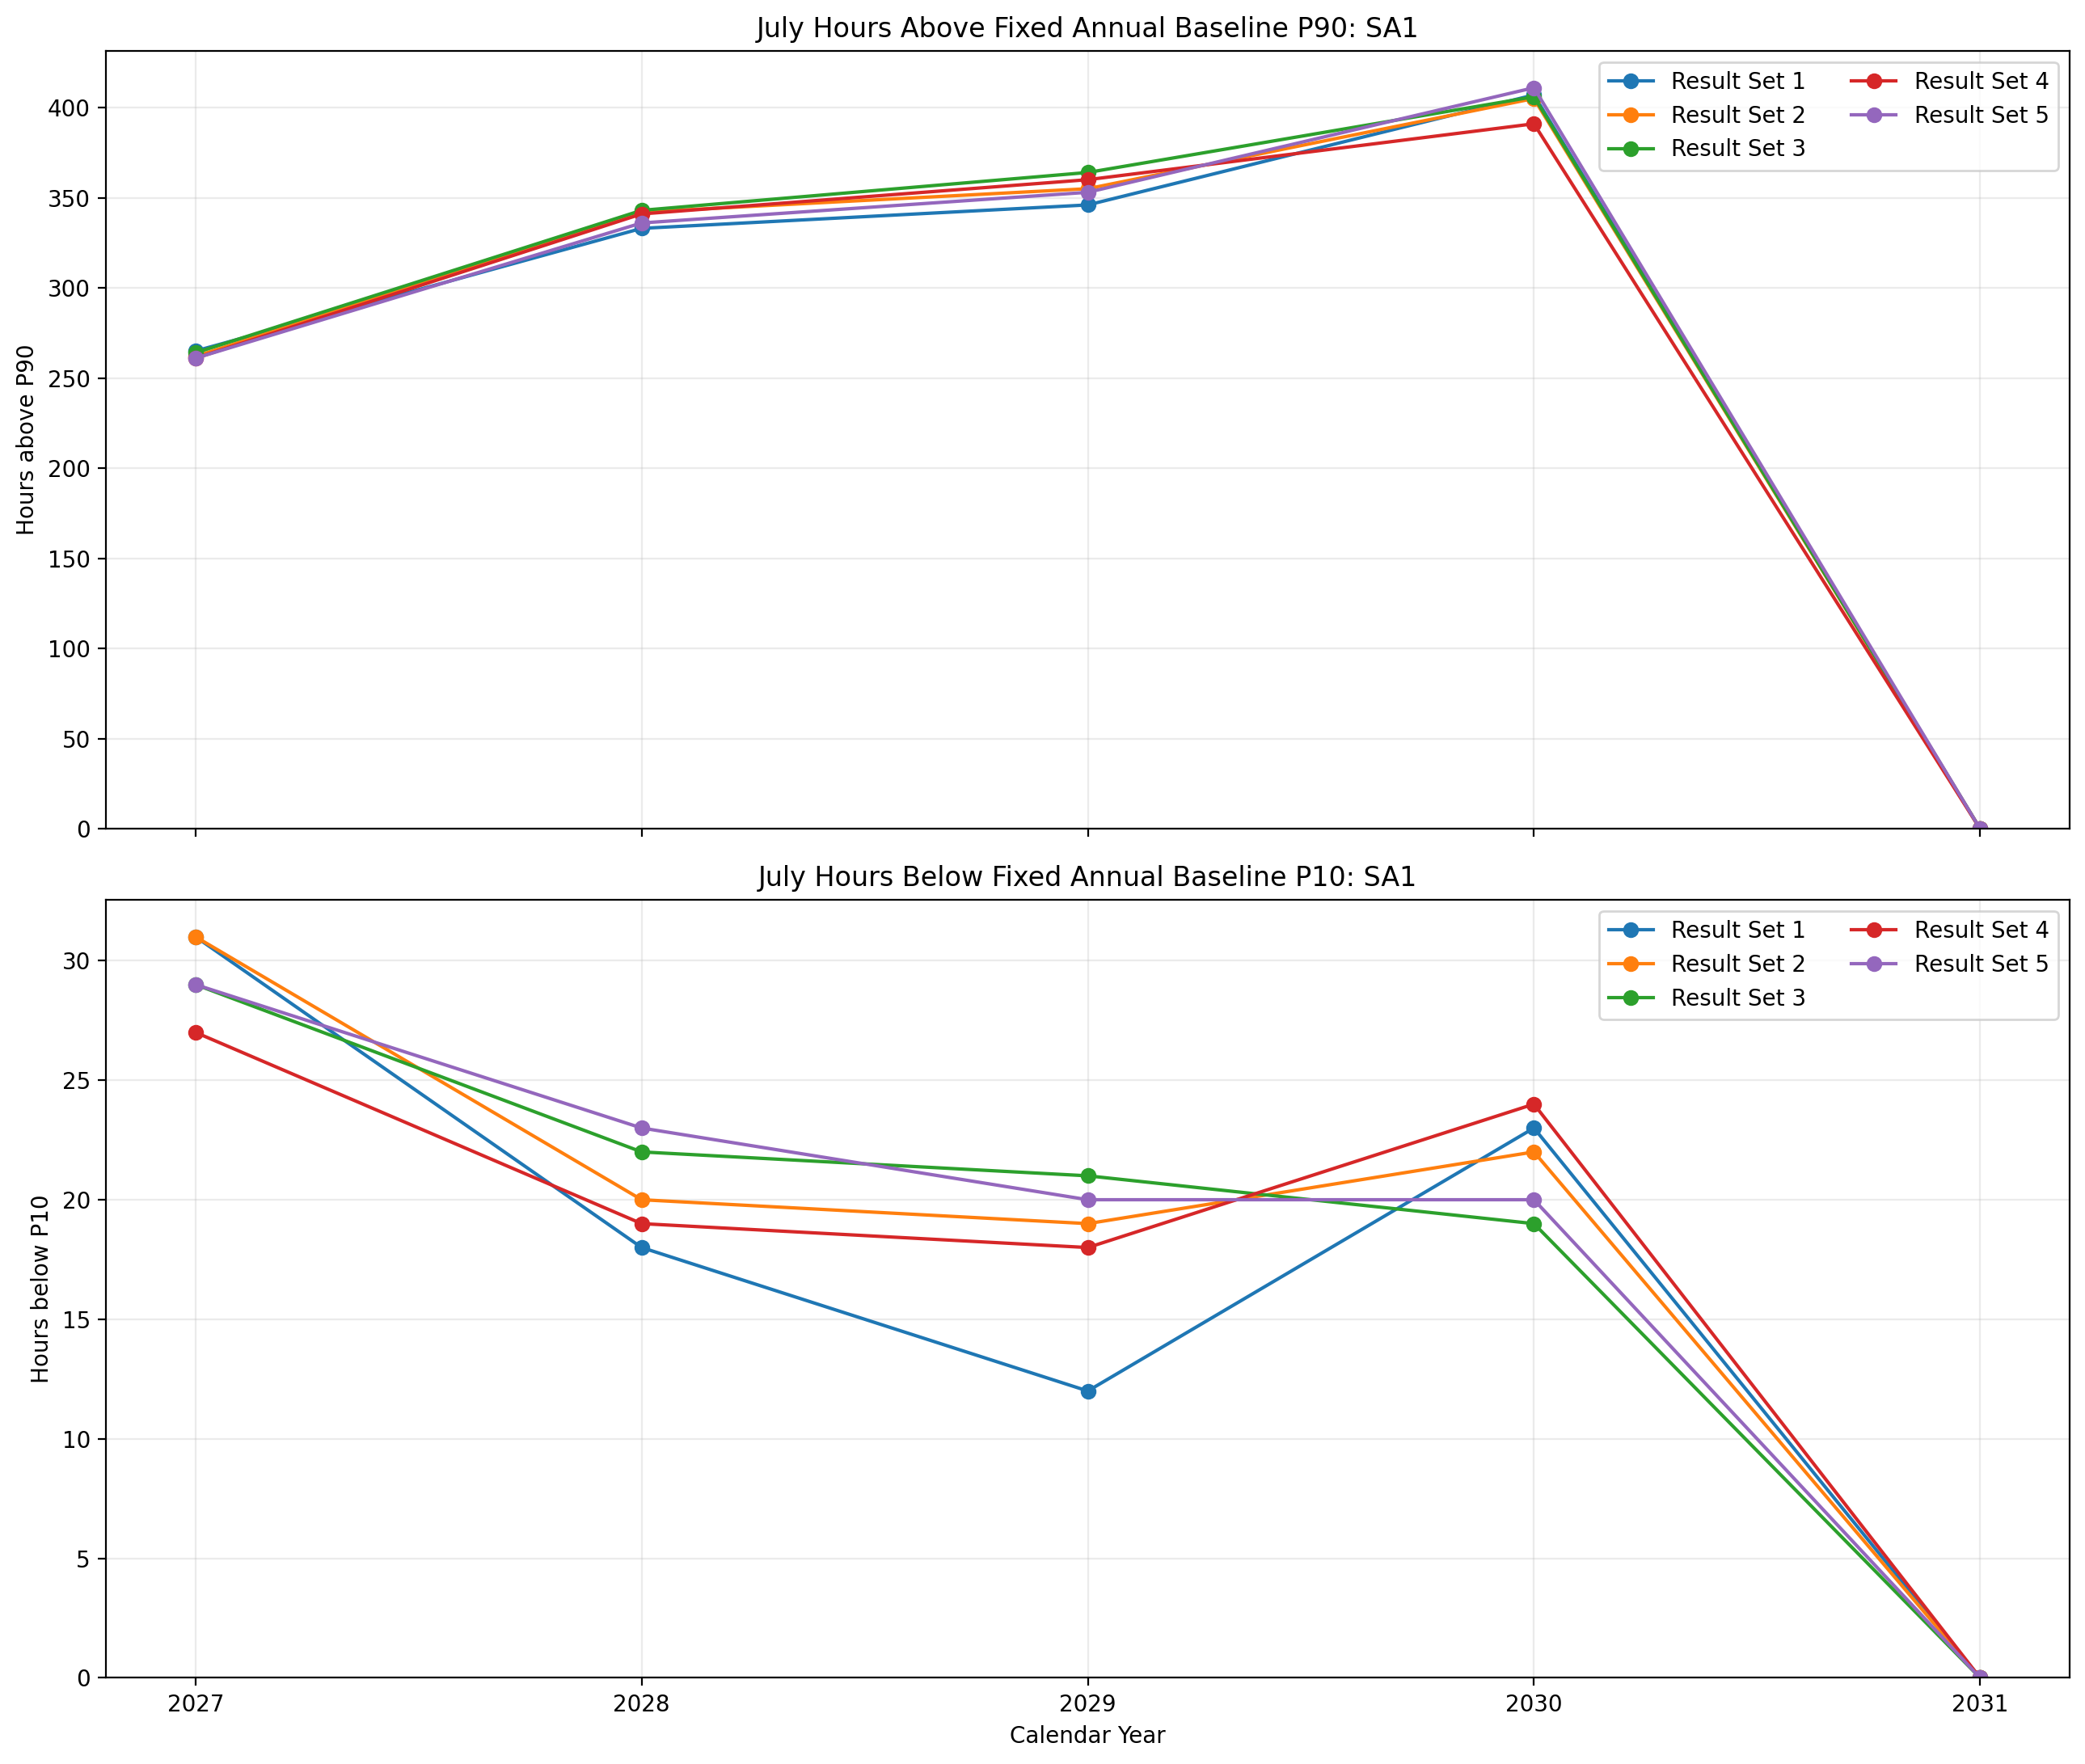 July Hours Above Fixed Annual Baseline P90: SA1
Hours above P90
400
350
300
250
200
150
100
50
0
Result Set 1
Result Set 2
Result Set 3
Result Set 4
Result Set 5
July Hours Below Fixed Annual Baseline P10: SA1
Hours below P10
30
25
20
15
10
5
0
Result Set 1
Result Set 2
Result Set 3
Result Set 4
Result Set 5
2027 2028 2029 2030 2031
Calendar Year